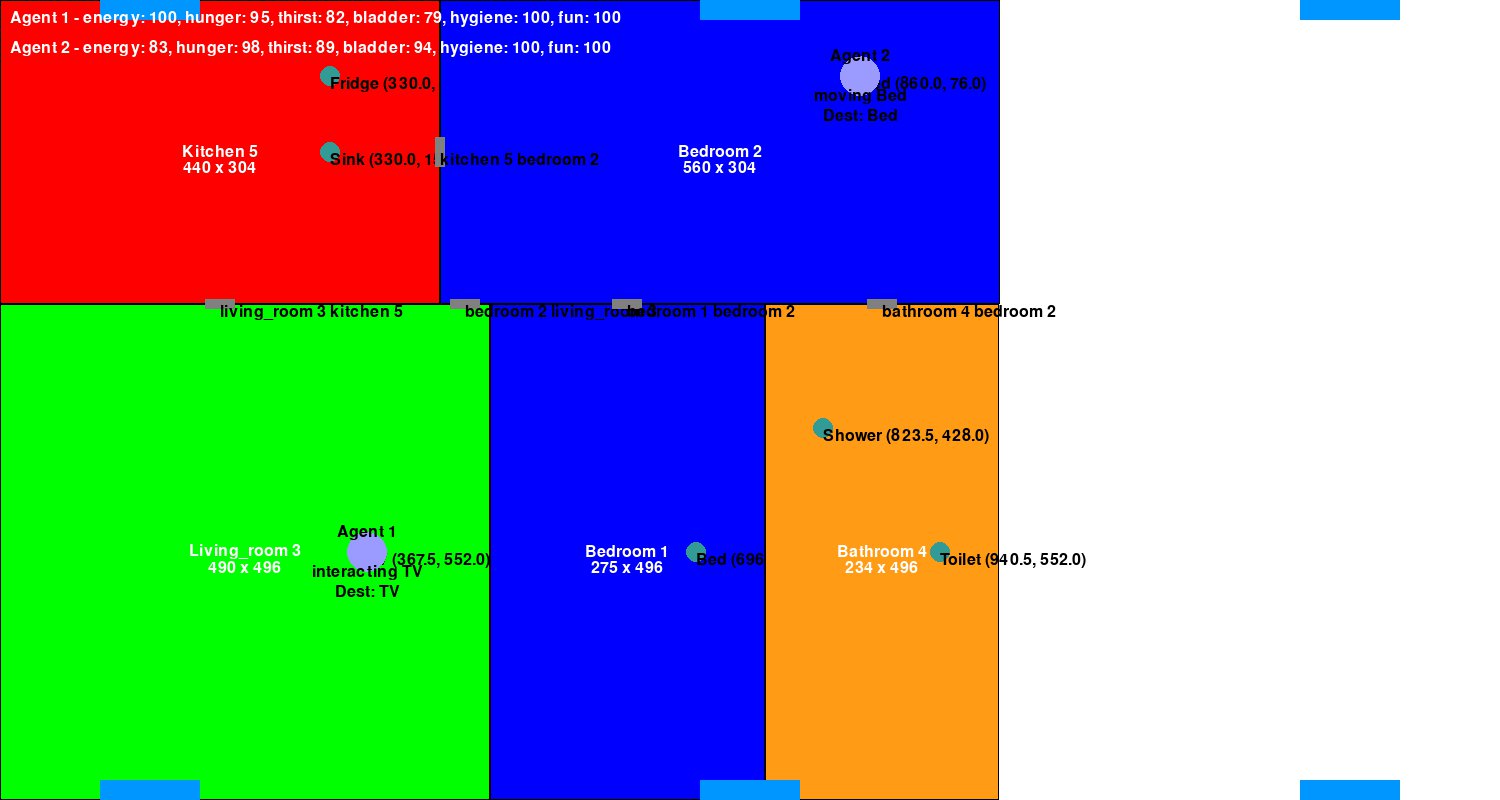 Agent 1 - energy: 100, hunger: 95, thirst: 82, bladder: 79, hygiene: 100, fun: 100
Agent 2 - energy: 83, hunger: 98, thirst: 89, bladder: 94, hygiene: 100, fun: 100
Agent 2
Fridge (330.0,
d (860.0, 76.0)
moving Bed
Dest: Bed
Kitchen 5
440 x 304
Sink (330.0, 1
kitchen 5 bedroom 2
Bedroom 2
560 x 304
living_room 3 kitchen 5
bedroom 2 living_room 3
bedroom 1 bedroom 2
bathroom 4 bedroom 2
Shower (823.5, 428.0)
Agent 1
(367.5, 552.0)
interacting TV
Dest: TV
Living_room 3
490 x 496
Bedroom 1
275 x 496
Bed (696
Bathroom 4
234 x 496
Toilet (940.5, 552.0)